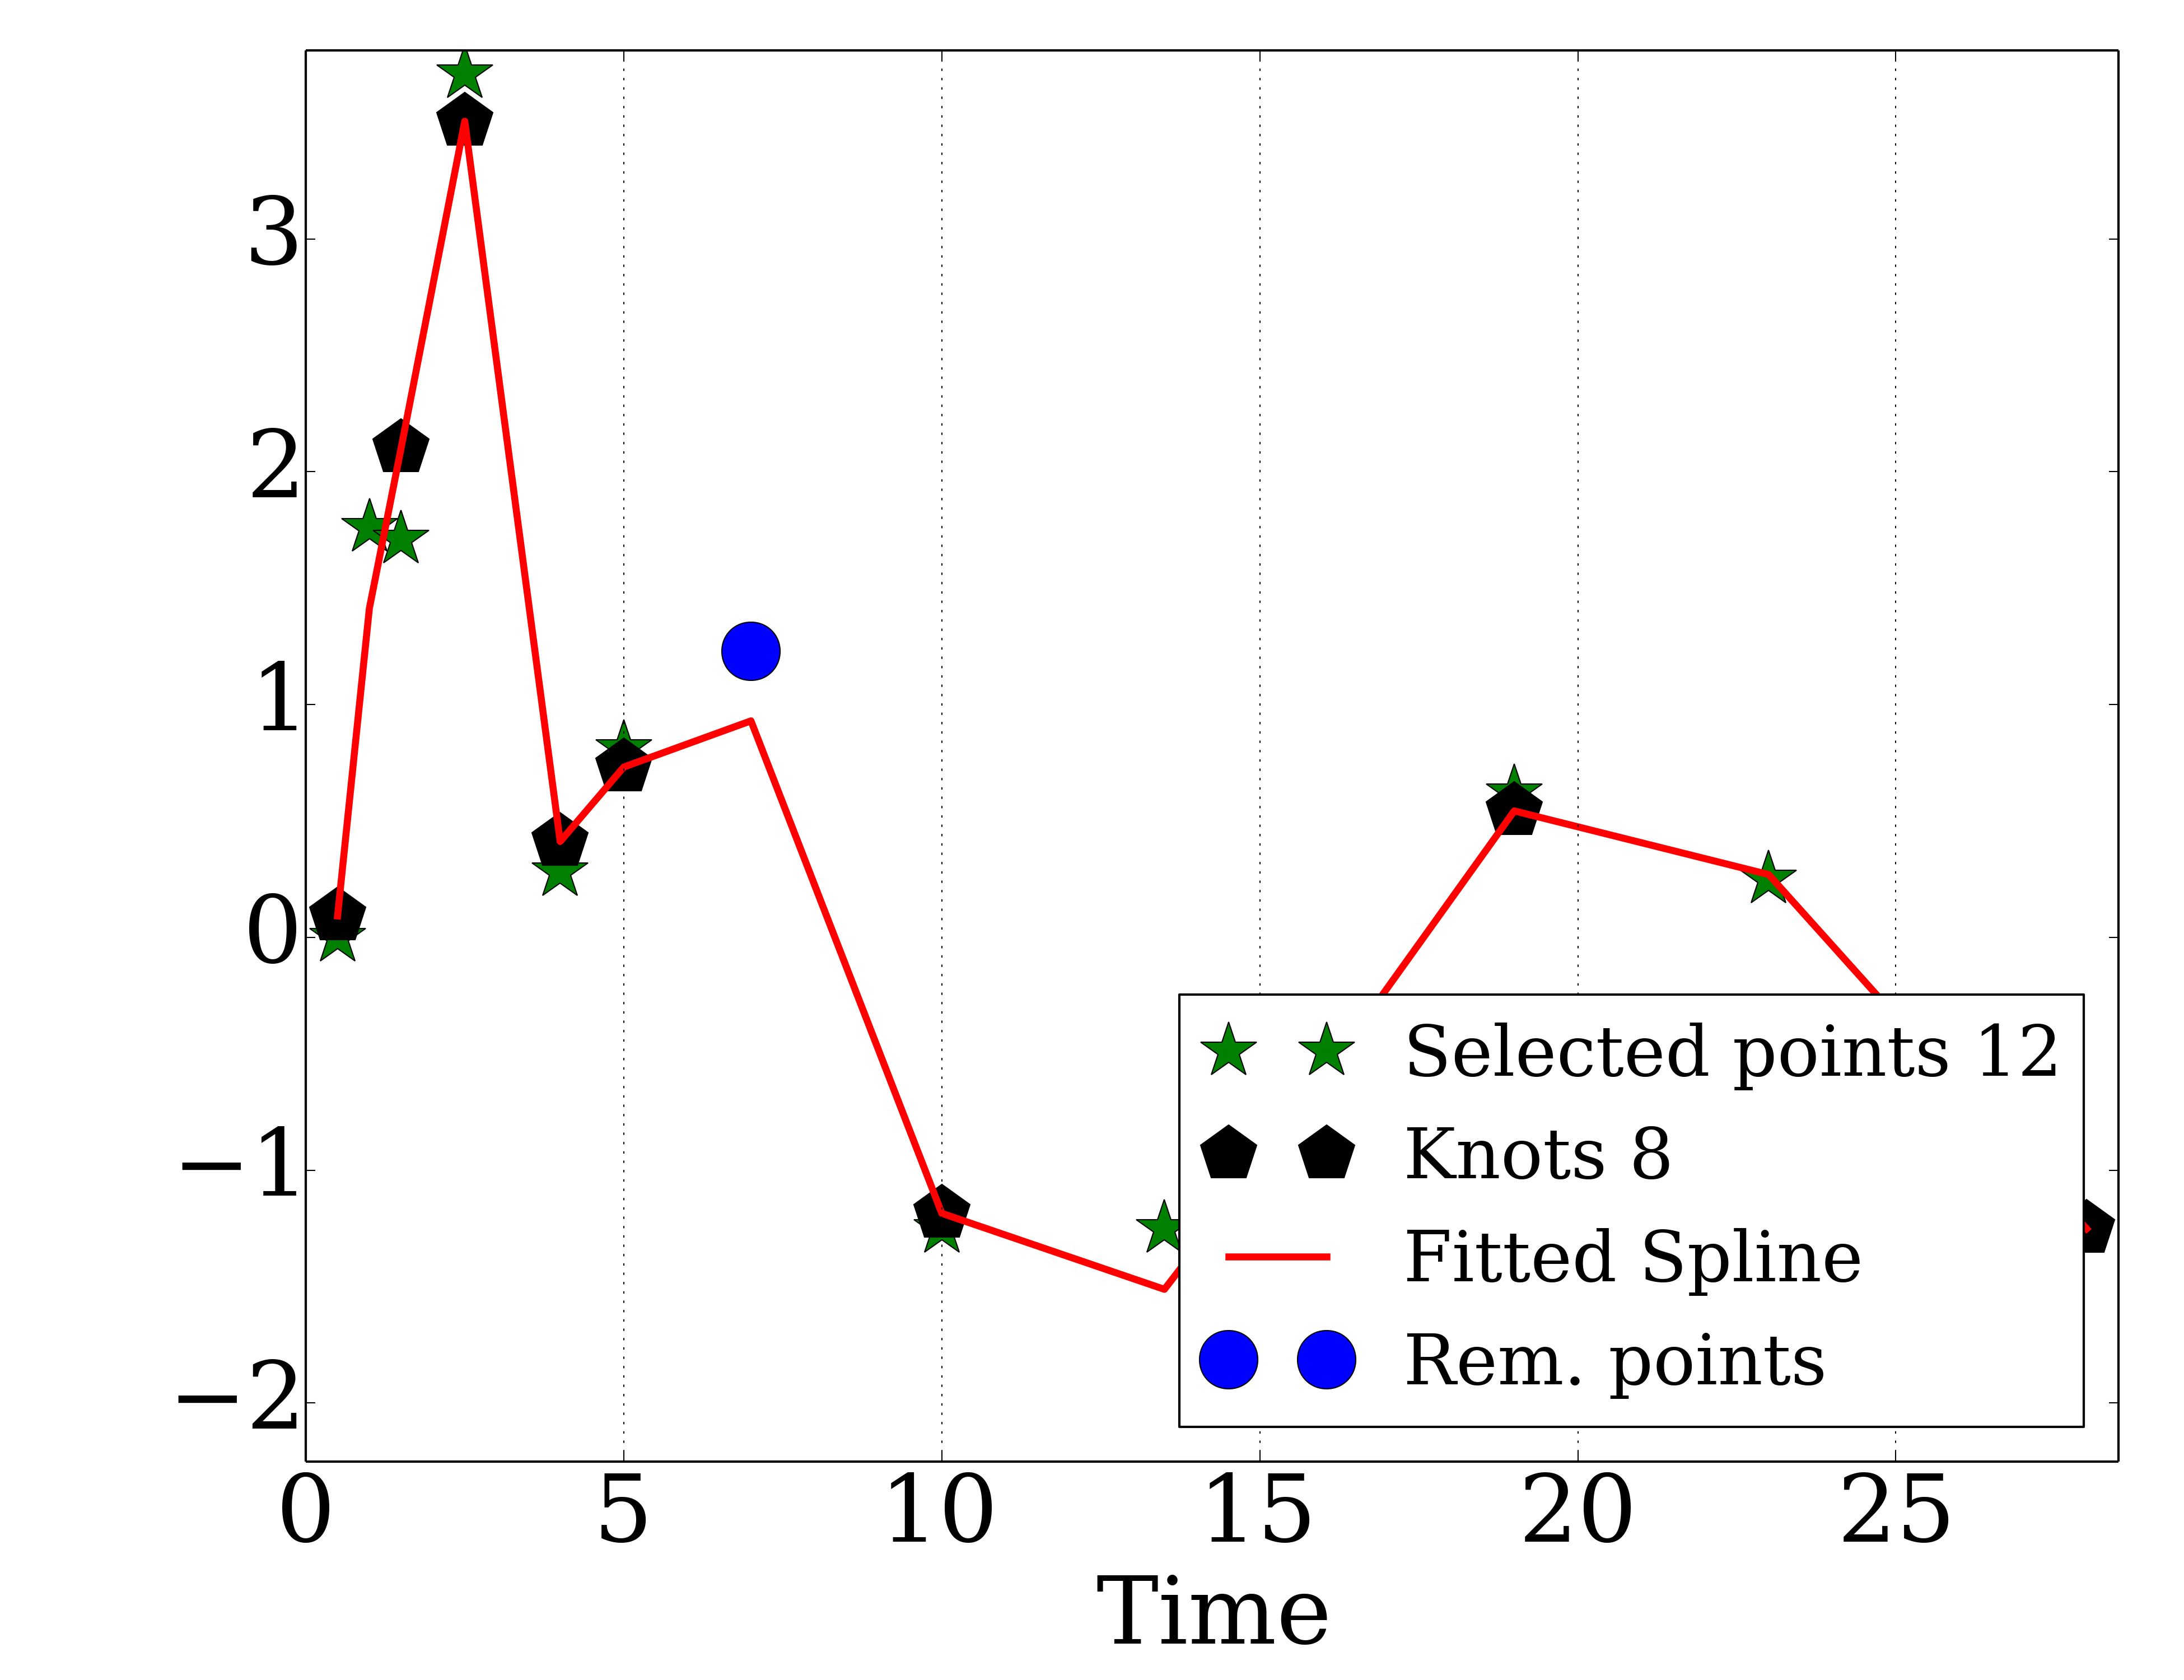 3
2
1
0
−1
−2
Selected points 12
Knots 8
Fitted Spline
Rem. points
0 5 10 15 20 25
Time